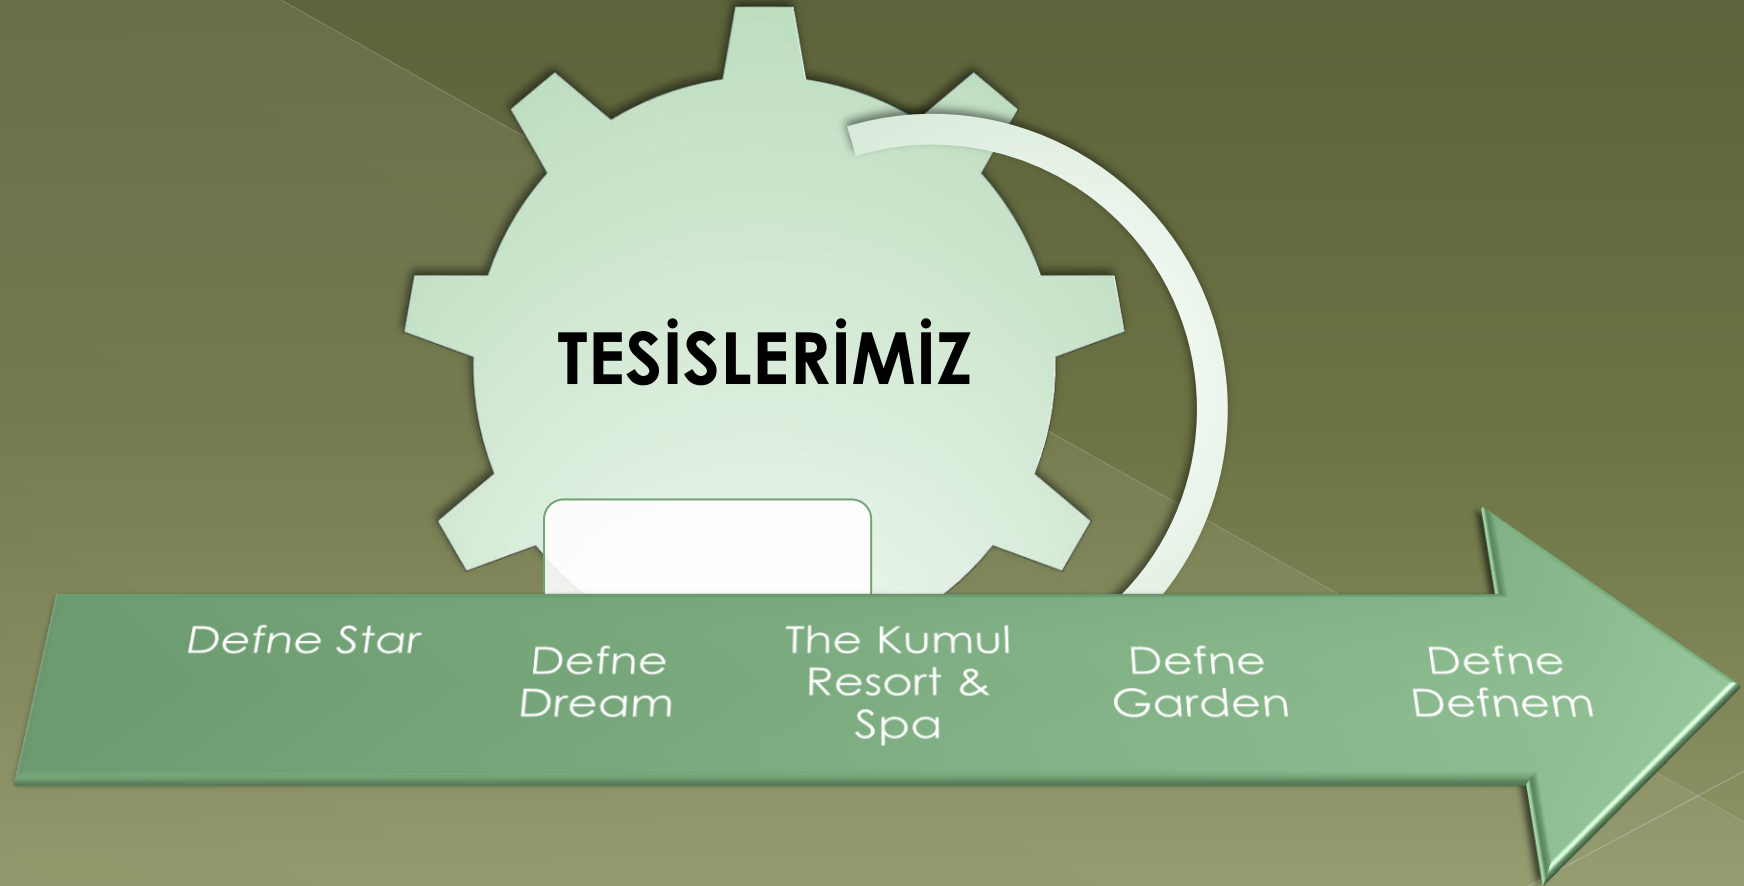 TESİSLERİMİZ
Defne Star
Defne
Dream
The Kumul
Resort &
Spa
Defne
Garden
Defne
Defnem